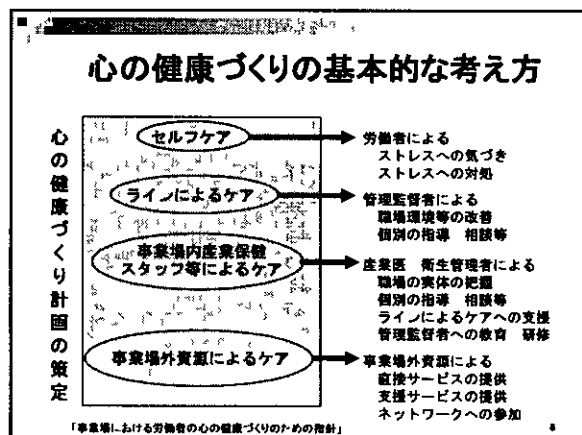 心の健康づくりの基本的な考え方
心の健康づくり計画の策定
セルフケア
労働者による
ストレスへの気づき
ストレスへの対処
ラインによるケア
管理監督者による
職場環境等の改善
個別の指導 相談等
事業場内産業保健
スタッフ等によるケア
産業医 衛生管理者による
職場の実体の把握
個別の指導 相談等
ラインによるケアへの支援
管理監督者への教育 研修
事業場外資源によるケア
事業場外資源による
直接サービスの提供
支援サービスの提供
ネットワークへの参加
「事業場における労働者の心の健康づくりのための指針」